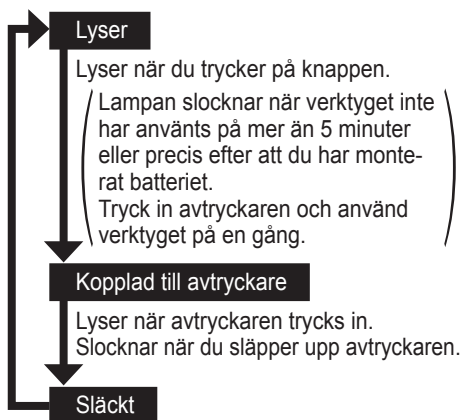 Lyser
Lyser när du trycker på knappen.
Lampan slocknar när verktyget inte
har använts på mer än 5 minuter
eller precis efter att du har monte-
rat batteriet.
Tryck in avtryckaren och använd
verktyget på en gång.
Kopplad till avtryckare
Lyser när avtryckaren trycks in.
Slocknar när du släpper upp avtryckaren.
Släckt